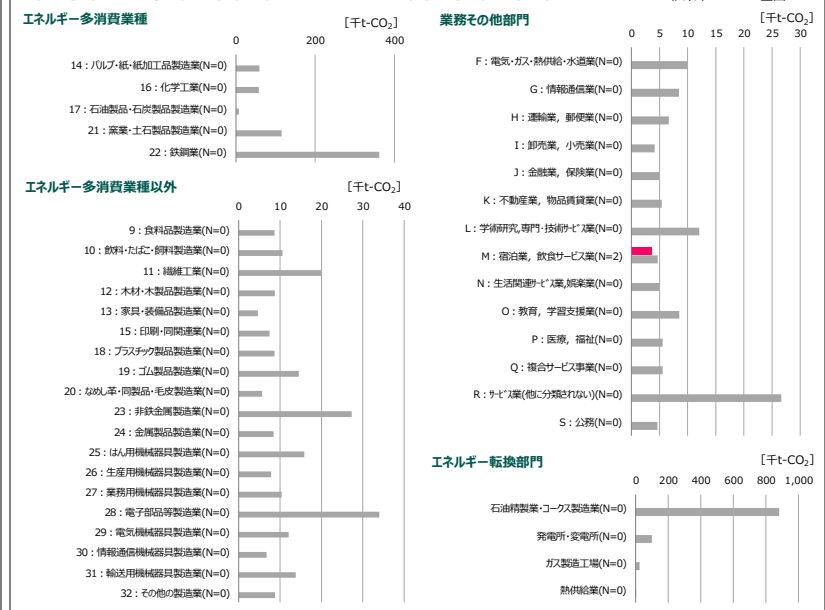 エネルギー多消費業種
[千t-CO₂]
0 200 400
14：パルプ・紙・紙加工品製造業(N=0)
16：化学工業(N=0)
17：石油製品・石炭製品製造業(N=0)
21：窯業・土石製品製造業(N=0)
22：鉄鋼業(N=0)
エネルギー多消費業種以外
[千t-CO₂]
0 10 20 30 40
9：食料品製造業(N=0)
10：飲料・たばこ・飼料製造業(N=0)
11：繊維工業(N=0)
12：木材・木製品製造業(N=0)
13：家具・装備品製造業(N=0)
15：印刷・同関連業(N=0)
18：プラスチック製品製造業(N=0)
19：ゴム製品製造業(N=0)
20：なめし革・同製品・毛皮製造業(N=0)
23：非鉄金属製造業(N=0)
24：金属製品製造業(N=0)
25：はん用機械器具製造業(N=0)
26：生産用機械器具製造業(N=0)
27：業務用機械器具製造業(N=0)
28：電子部品等製造業(N=0)
29：電気機械器具製造業(N=0)
30：情報通信機械器具製造業(N=0)
31：輸送用機械器具製造業(N=0)
32：その他の製造業(N=0)
業務その他部門
[千t-CO₂]
0 5 10 15 20 25 30
F：電気・ガス・熱供給・水道業(N=0)
G：情報通信業(N=0)
H：運輸業，郵便業(N=0)
I：卸売業，小売業(N=0)
J：金融業，保険業(N=0)
K：不動産業，物品賃貸業(N=0)
L：学術研究,専門・技術ｻｰﾋﾞｽ業(N=0)
M：宿泊業，飲食サービス業(N=2)
N：生活関連ｻｰﾋﾞｽ業,娯楽業(N=0)
O：教育，学習支援業(N=0)
P：医療，福祉(N=0)
Q：複合サービス事業(N=0)
R：ｻｰﾋﾞｽ業(他に分類されない)(N=0)
S：公務(N=0)
エネルギー転換部門
[千t-CO₂]
0 200 400 600 800 1,000
石油精製業・コークス製造業(N=0)
発電所・変電所(N=0)
ガス製造工場(N=0)
熱供給業(N=0)